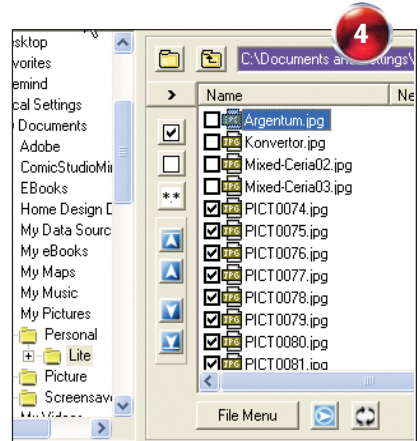 4
sktop
vorites
emind
cal Settings
Documents
Adobe
ComicStudioMi
EBooks
Home Design D
My Data Sourc
My eBooks
My Maps
My Music
My Pictures
Personal
Lite
Picture
Screensav
My Videos
C:\Documents and Settings\
Name Ne
Argentum.jpg
Konvertor.jpg
Mixed-Ceria02.jpg
Mixed-Ceria03.jpg
PICT0074.jpg
PICT0075.jpg
PICT0076.jpg
PICT0077.jpg
PICT0078.jpg
PICT0079.jpg
PICT0080.jpg
PICT0081.jpg
File Menu